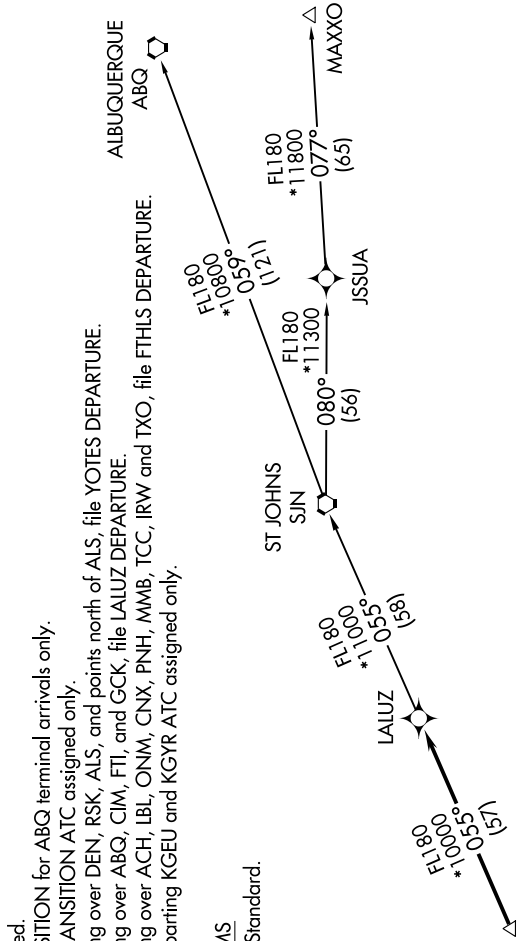 ed.
SITION for ABQ terminal arrivals only.
ANSITION ATC assigned only.
ng over DEN, RSK, ALS, and points north of ALS, file YOTES DEPARTURE.
ng over ABQ, CIM, FTI, and GCK, file LALUZ DEPARTURE.
ng over ACH, LBL, ONM, CNX, PNH, MMB, TCC, IRW and TXO, file FTHLS DEPARTURE.
parting KGEU and KGYR ATC assigned only.
MS
Standard.
ALBUQUERQUE
ABQ
FL180
*10800
059°
(121)
MAXXO
FL180
*11800
077°
(65)
JSSUA
FL180
*11300
080°
(56)
ST JOHNS
SJN
FL180
*11000
055°
(58)
LALUZ
FL180
*10000
055°
(57)